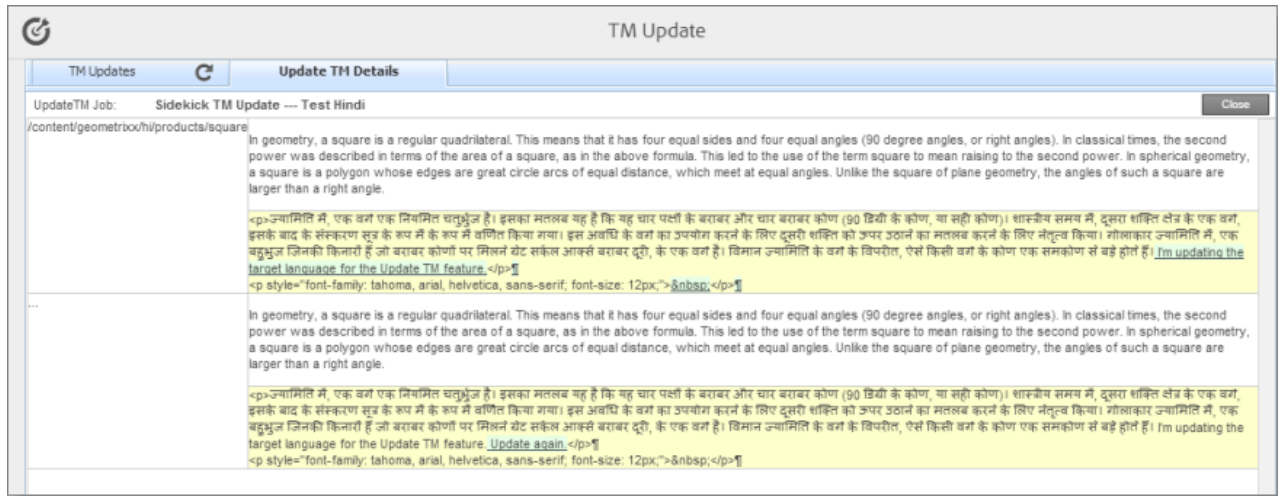 TM Update
TM Updates
Update TM Details
UpdateTM Job: Sidekick TM Update --- Test Hindi
Close
/content/geometrixx/hi/products/square
In geometry, a square is a regular quadrilateral. This means that it has four equal sides and four equal angles (90 degree angles, or right angles). In classical times, the second
power was described in terms of the area of a square, as in the above formula. This led to the use of the term square to mean raising to the second power. In spherical geometry,
a square is a polygon whose edges are great circle arcs of equal distance, which meet at equal angles. Unlike the square of plane geometry, the angles of such a square are
larger than a right angle.
<p>ज्यामिति में, एक वर्ग एक नियमित चतुर्भुज है। इसका मतलब यह है कि यह चार पक्षों के बराबर और चार बराबर कोण (90 डिग्री के कोण, या सही कोण)। शास्त्रीय समय में, दूसरा शक्ति क्षेत्र के एक वर्ग,
इसके बाद के संस्करण सूत्र के रूप में के रूप में वर्णित किया गया। इस अवधि के वर्ग का उपयोग करने के लिए दूसरी शक्ति को ऊपर उठाने का मतलब करने के लिए नेतृत्व किया। गोलाकार ज्यामिति में, एक
बहुभुज जिनकी किनारों हैं जो बराबर कोणों पर मिलने ग्रेट सर्कल आर्क्स बराबर दूरी, के एक वर्ग है। विमान ज्यामिति के वर्ग के विपरीत, ऐसे किसी वर्ग के कोण एक समकोण से बड़े होते हैं। I'm updating the
target language for the Update TM feature.</p>¶
<p style="font-family: tahoma, arial, helvetica, sans-serif; font-size: 12px;">&nbsp;</p>¶
...
In geometry, a square is a regular quadrilateral. This means that it has four equal sides and four equal angles (90 degree angles, or right angles). In classical times, the second
power was described in terms of the area of a square, as in the above formula. This led to the use of the term square to mean raising to the second power. In spherical geometry,
a square is a polygon whose edges are great circle arcs of equal distance, which meet at equal angles. Unlike the square of plane geometry, the angles of such a square are
larger than a right angle.
<p>ज्यामिति में, एक वर्ग एक नियमित चतुर्भुज है। इसका मतलब यह है कि यह चार पक्षों के बराबर और चार बराबर कोण (90 डिग्री के कोण, या सही कोण)। शास्त्रीय समय में, दूसरा शक्ति क्षेत्र के एक वर्ग,
इसके बाद के संस्करण सूत्र के रूप में के रूप में वर्णित किया गया। इस अवधि के वर्ग का उपयोग करने के लिए दूसरी शक्ति को ऊपर उठाने का मतलब करने के लिए नेतृत्व किया। गोलाकार ज्यामिति में, एक
बहुभुज जिनकी किनारों हैं जो बराबर कोणों पर मिलने ग्रेट सर्कल आर्क्स बराबर दूरी, के एक वर्ग है। विमान ज्यामिति के वर्ग के विपरीत, ऐसे किसी वर्ग के कोण एक समकोण से बड़े होते हैं। I'm updating the
target language for the Update TM feature. Update again.</p>¶
<p style="font-family: tahoma, arial, helvetica, sans-serif; font-size: 12px;">&nbsp;</p>¶